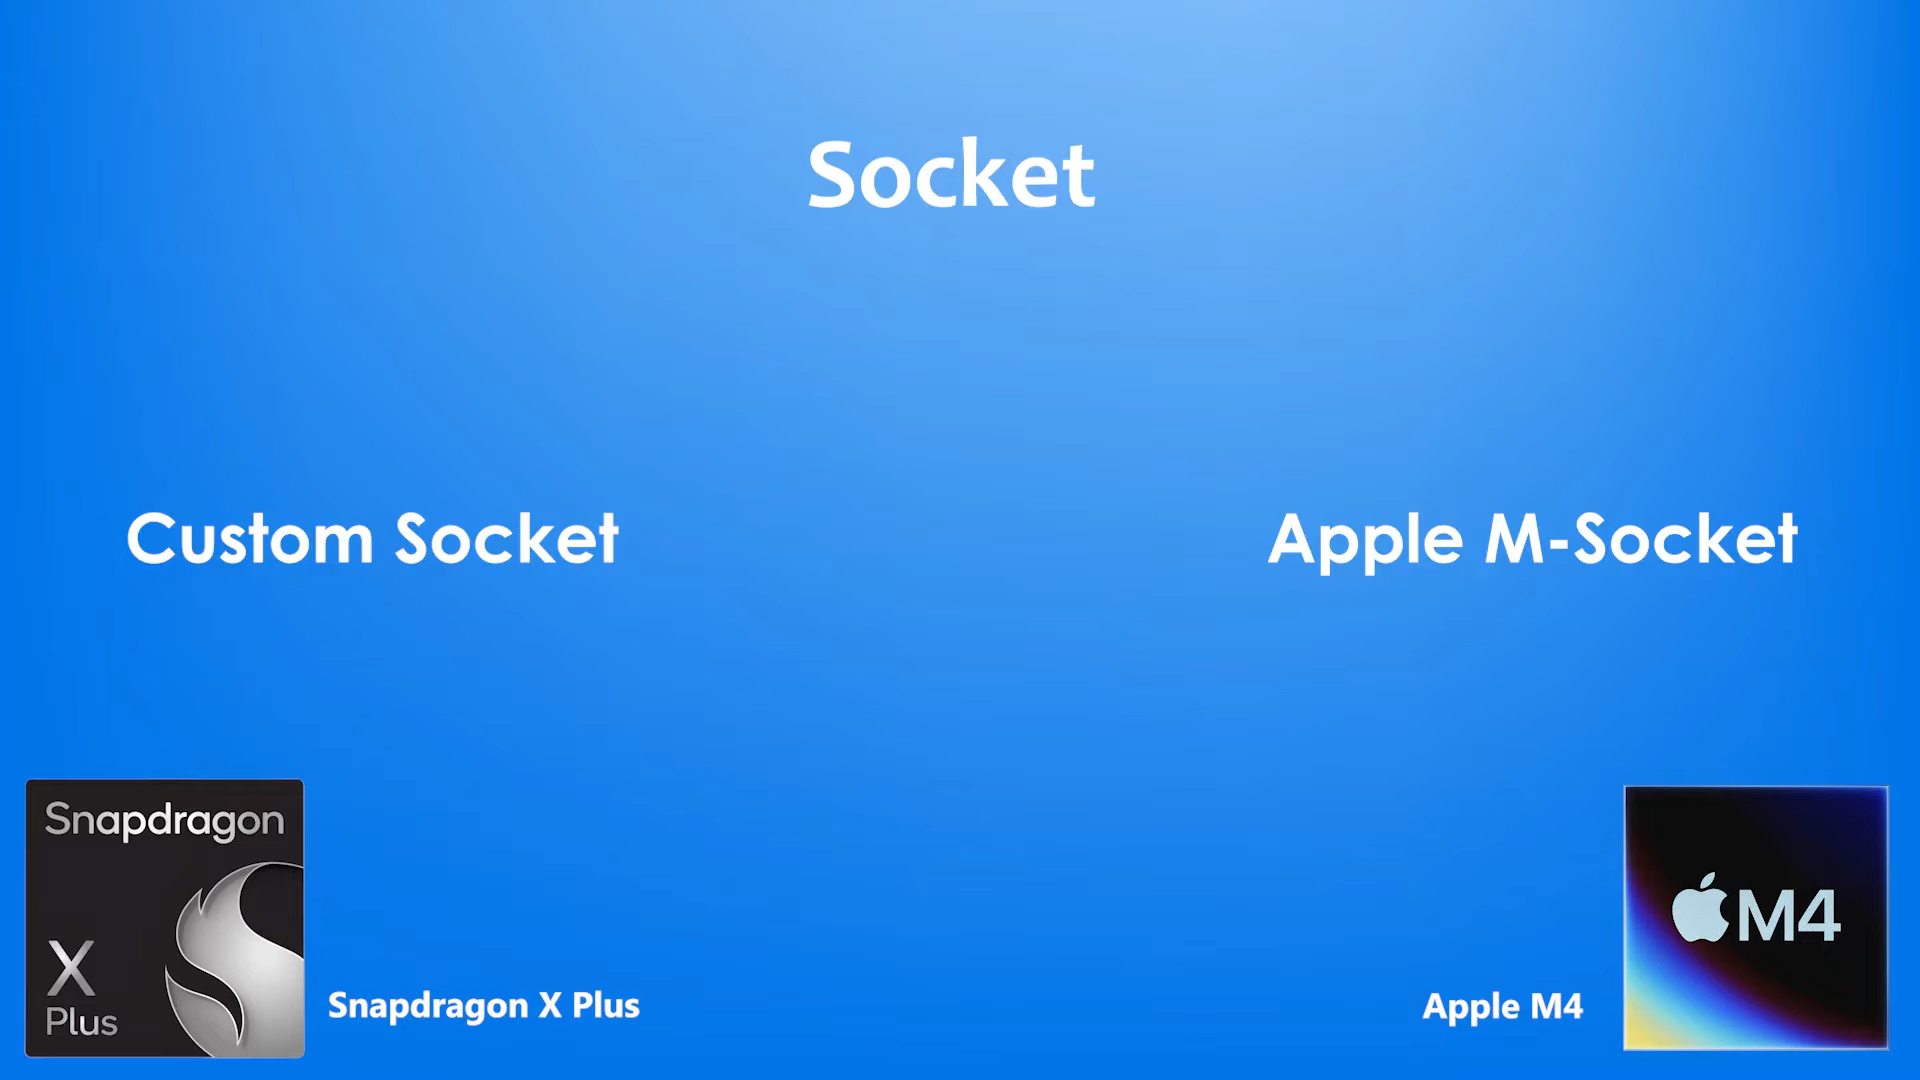 Socket
Custom Socket
Apple M-Socket
Snapdragon
X
Plus
Snapdragon X Plus
Apple M4
M4